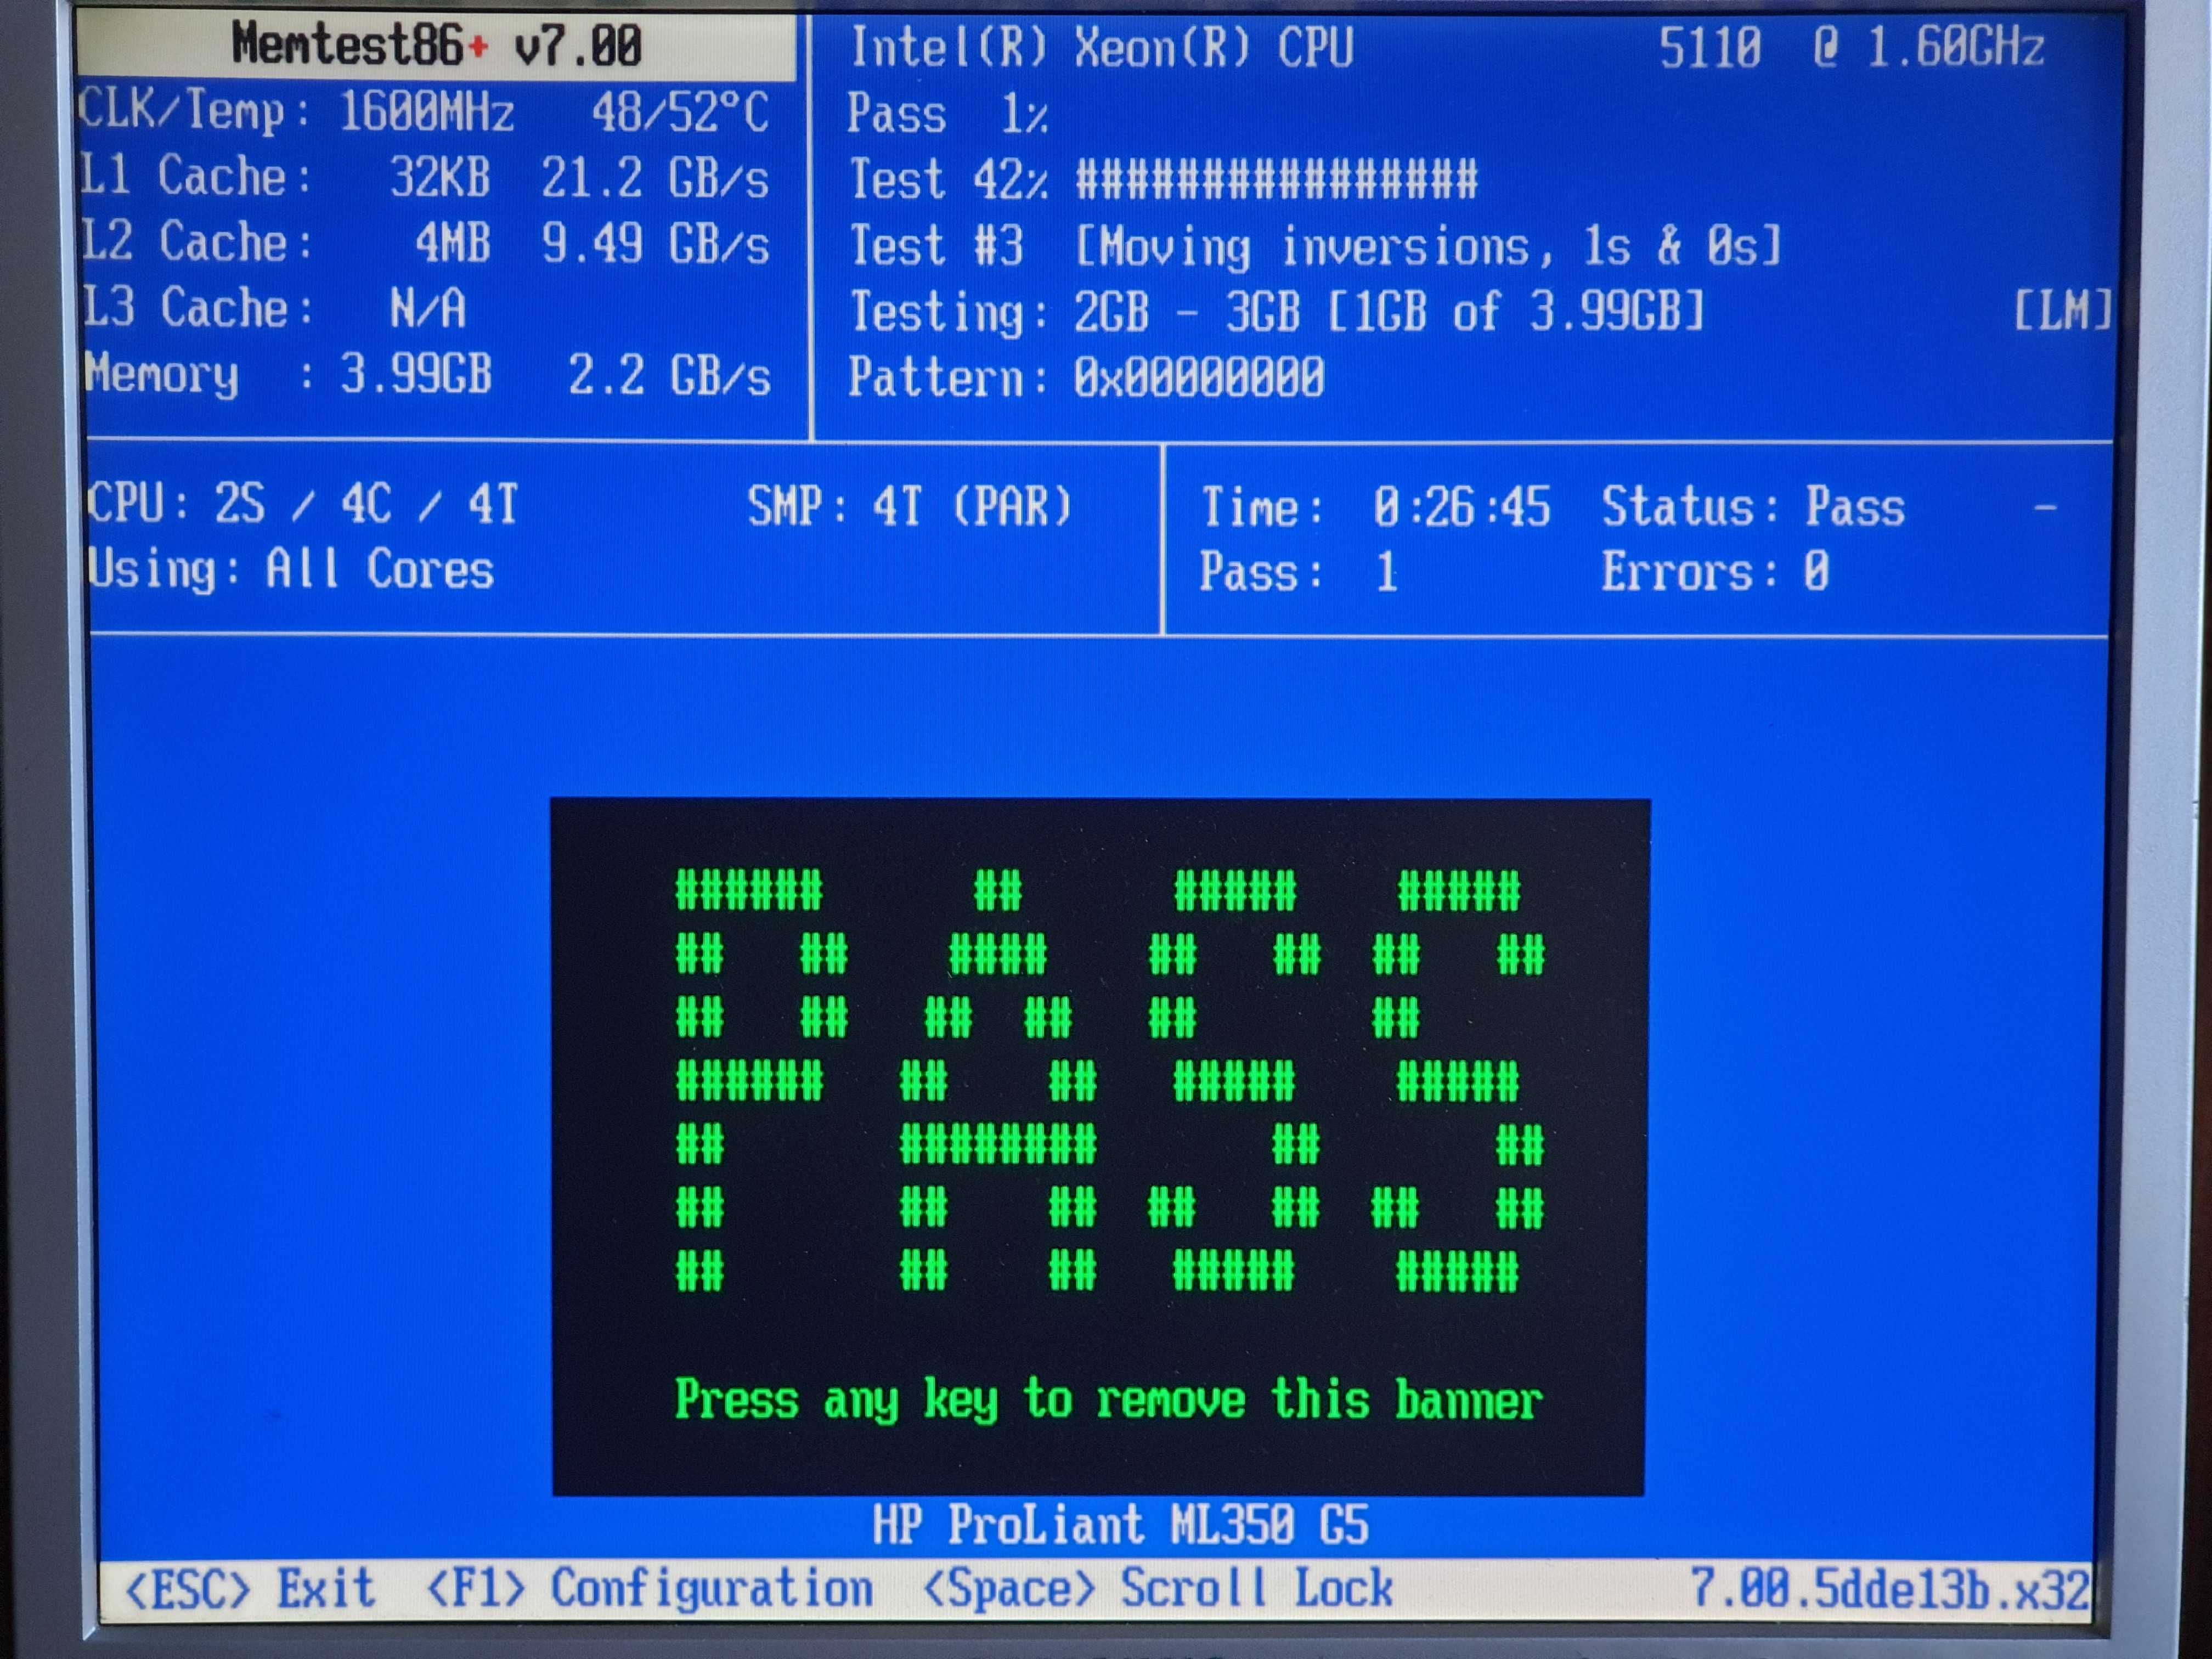 Memtest86+ v7.00
Intel(R) Xeon(R) CPU 5110 @ 1.60GHz
CLK/Temp: 1600MHz 48/52°C
Pass 1%
L1 Cache: 32KB 21.2 GB/s
Test 42% ################
L2 Cache: 4MB 9.49 GB/s
Test #3 [Moving inversions, 1s & 0s]
L3 Cache: N/A
Testing: 2GB - 3GB [1GB of 3.99GB] [LM]
Memory : 3.99GB 2.2 GB/s
Pattern: 0x00000000
CPU: 2S / 4C / 4T SMP: 4T (PAR)
Time: 0:26:45 Status: Pass -
Using: All Cores
Pass: 1 Errors: 0
PASS
Press any key to remove this banner
HP ProLiant ML350 G5
<ESC> Exit <F1> Configuration <Space> Scroll Lock 7.00.5dde13b.x32